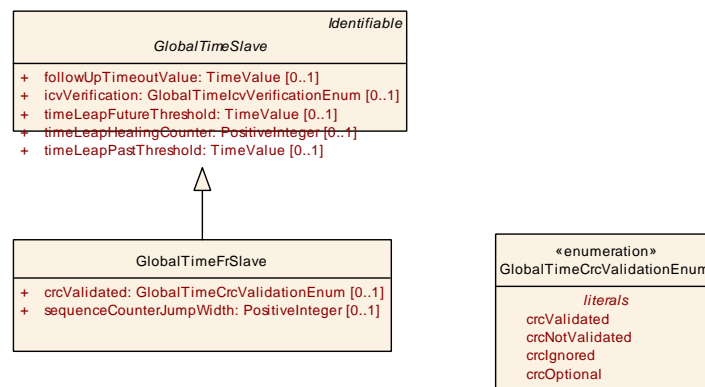 Identifiable
GlobalTimeSlave
+ followUpTimeoutValue: TimeValue [0..1]
+ icvVerification: GlobalTimeIcvVerificationEnum [0..1]
+ timeLeapFutureThreshold: TimeValue [0..1]
+ timeLeapHealingCounter: PositiveInteger [0..1]
+ timeLeapPastThreshold: TimeValue [0..1]
GlobalTimeFrSlave
+ crcValidated: GlobalTimeCrcValidationEnum [0..1]
+ sequenceCounterJumpWidth: PositiveInteger [0..1]
«enumeration»
GlobalTimeCrcValidationEnum
literals
crcValidated
crcNotValidated
crcIgnored
crcOptional